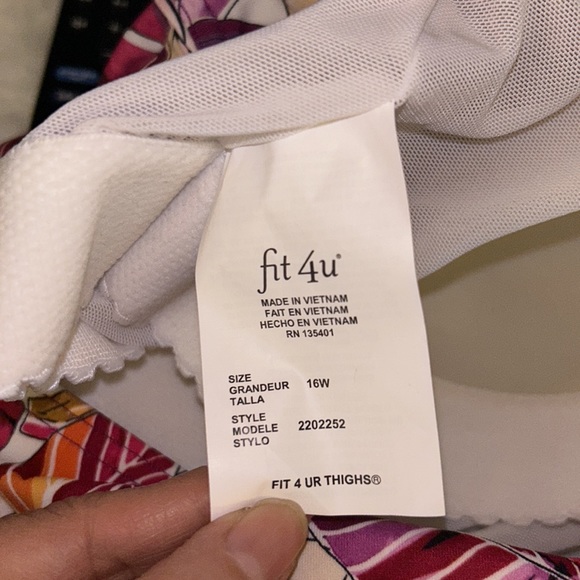 fit 4u®
MADE IN VIETNAM
FAIT EN VIETNAM
HECHO EN VIETNAM
RN 135401
SIZE
GRANDEUR 16W
TALLA
STYLE
MODELE 2202252
STYLO
FIT 4 UR THIGHS®